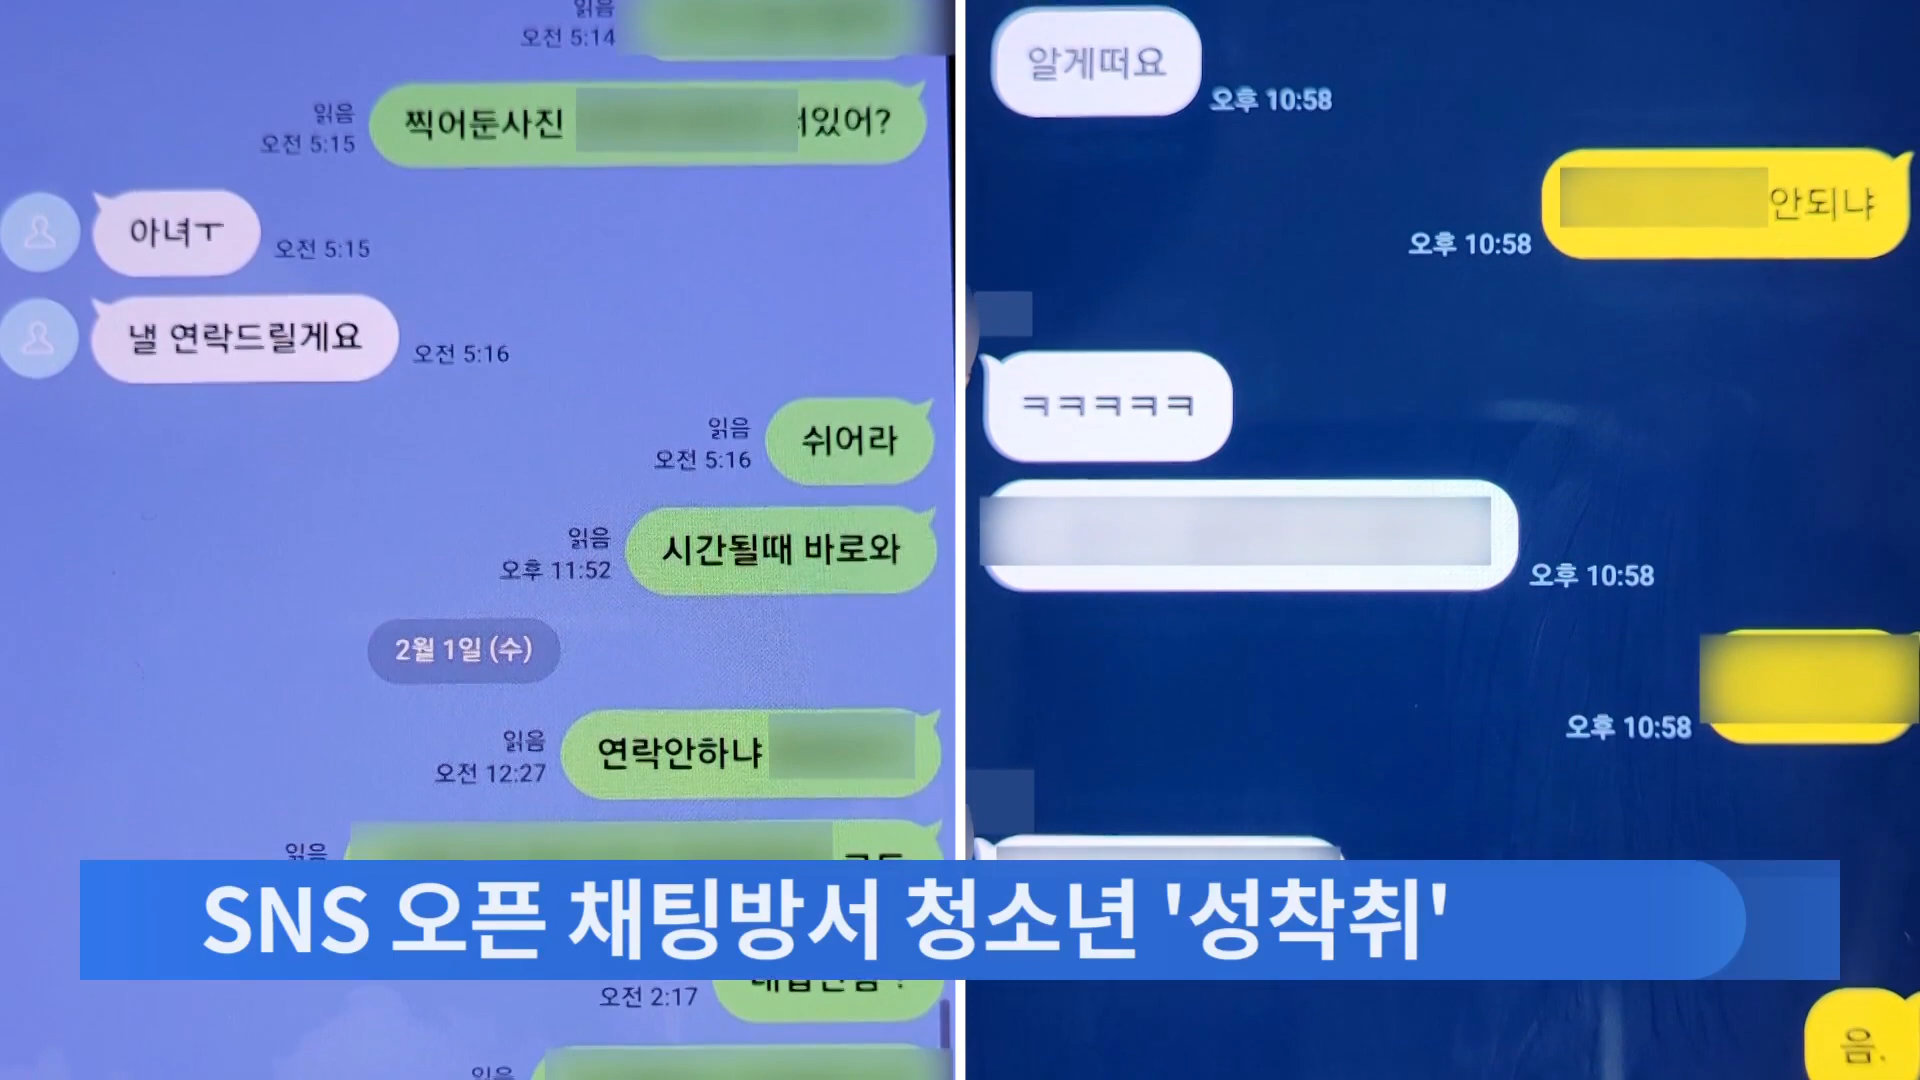 읽음
오전 5:14
읽음
오전 5:15
찍어둔사진
있어?
아녀ㅜ
오전 5:15
낼 연락드릴게요
오전 5:16
읽음
오전 5:16
쉬어라
읽음
오후 11:52
시간될때 바로와
2월 1일 (수)
읽음
오전 12:27
연락안하냐
읽음
오전 2:17
읽음
알게떠요
오후 10:58
안되냐
오후 10:58
ㅋㅋㅋㅋㅋ
오후 10:58
오후 10:58
음.
SNS 오픈 채팅방서 청소년 '성착취'